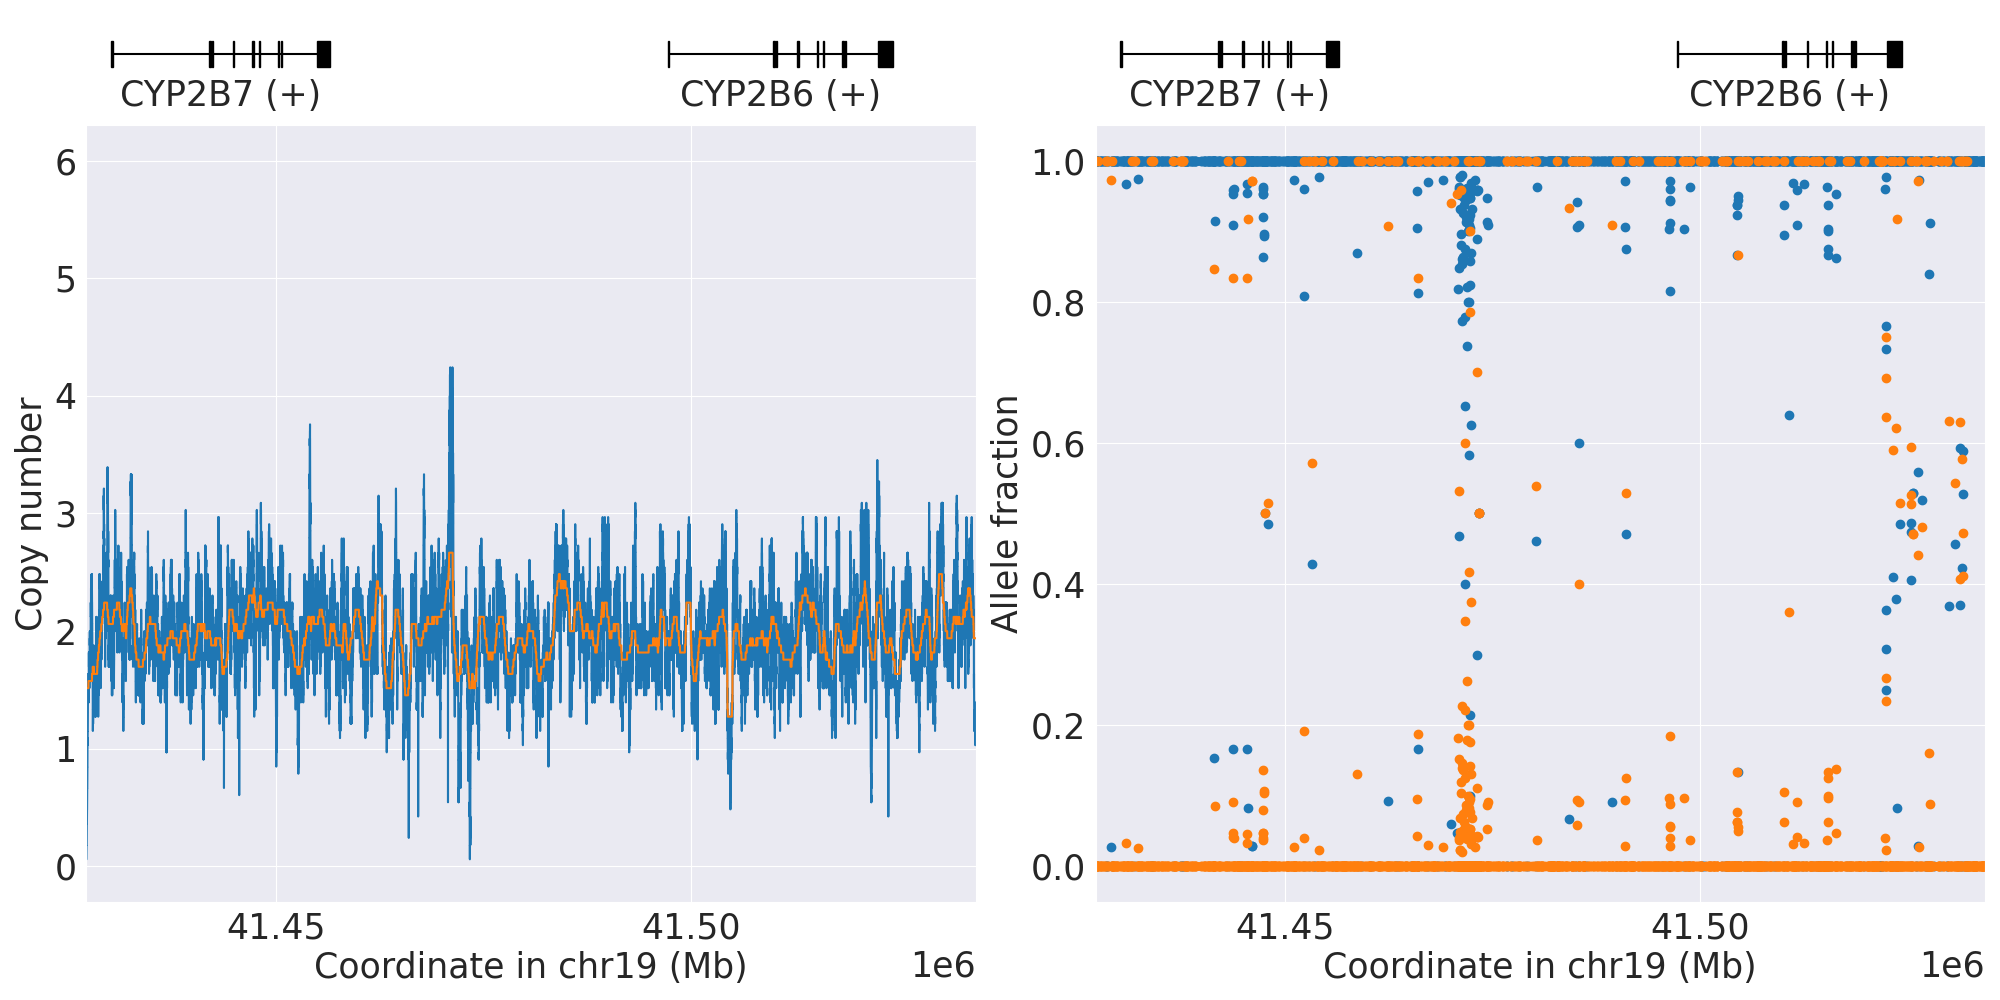 CYP2B7 (+)
CYP2B6 (+)
CYP2B7 (+)
CYP2B6 (+)
6
5
4
3
2
1
0
Copy number
41.45
41.50
Coordinate in chr19 (Mb)
1e6
1.0
0.8
0.6
0.4
0.2
0.0
Allele fraction
41.45
41.50
Coordinate in chr19 (Mb)
1e6